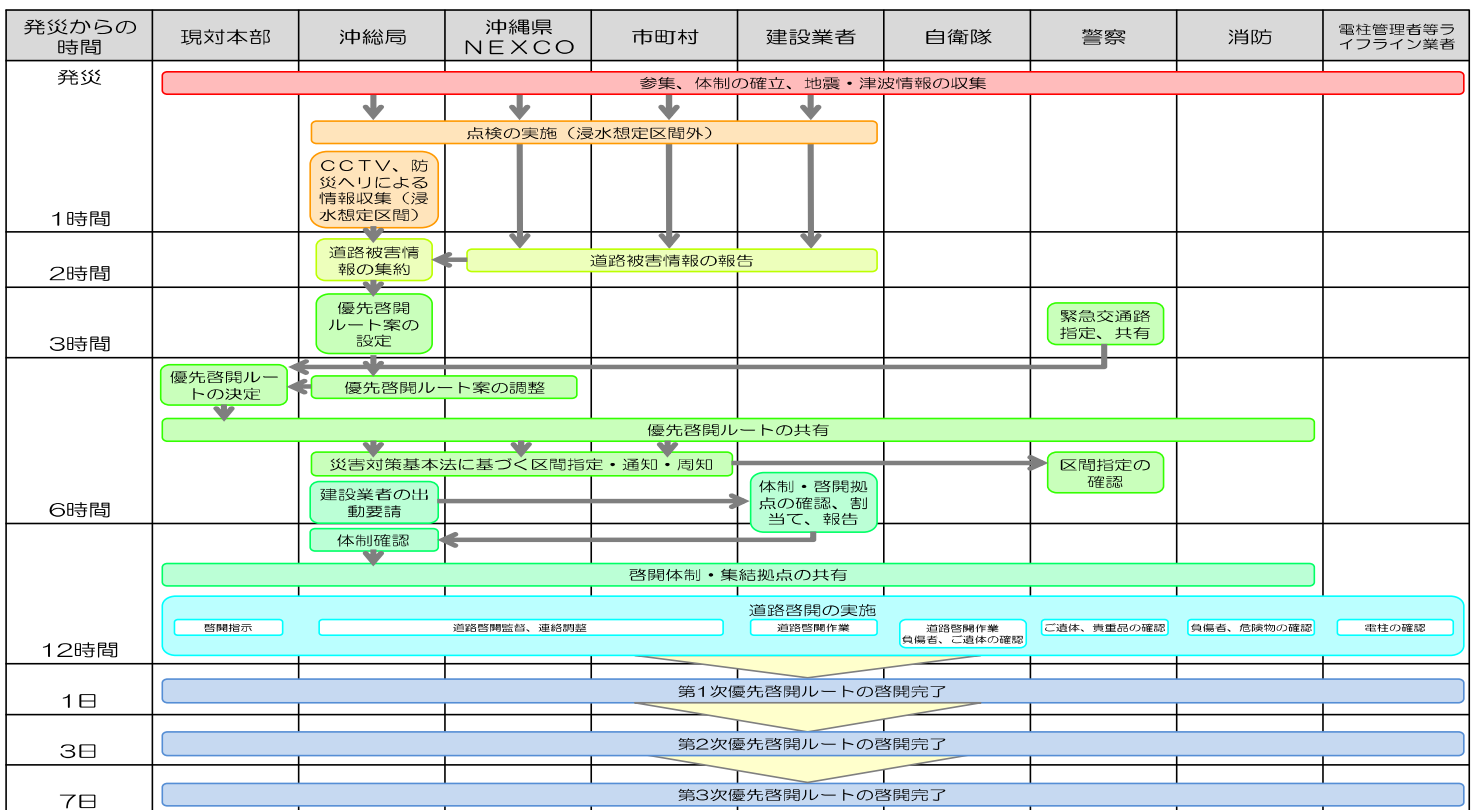 発災からの
時間
現対本部
沖総局
沖縄県
NEXCO
市町村
建設業者
自衛隊
警察
消防
電柱管理者等ラ
イフライン業者
発災
参集、体制の確立、地震・津波情報の収集
点検の実施（浸水想定区間外）
CCTV、防
災ヘリによる
情報収集（浸
水想定区間）
1時間
道路被害情
報の集約
道路被害情報の報告
2時間
優先啓開
ルート案の
設定
緊急交通路
指定、共有
3時間
優先啓開ルー
トの決定
優先啓開ルート案の調整
優先啓開ルートの共有
災害対策基本法に基づく区間指定・通知・周知
区間指定の
確認
建設業者の出
動要請
体制・啓開拠
点の確認、割
当て、報告
6時間
体制確認
啓開体制・集結拠点の共有
道路啓開の実施
啓開指示
道路啓開監督、連絡調整
道路啓開作業
道路啓開作業
負傷者、ご遺体の確認
ご遺体、貴重品の確認
負傷者、危険物の確認
電柱の確認
12時間
第1次優先啓開ルートの啓開完了
1日
第2次優先啓開ルートの啓開完了
3日
第3次優先啓開ルートの啓開完了
7日